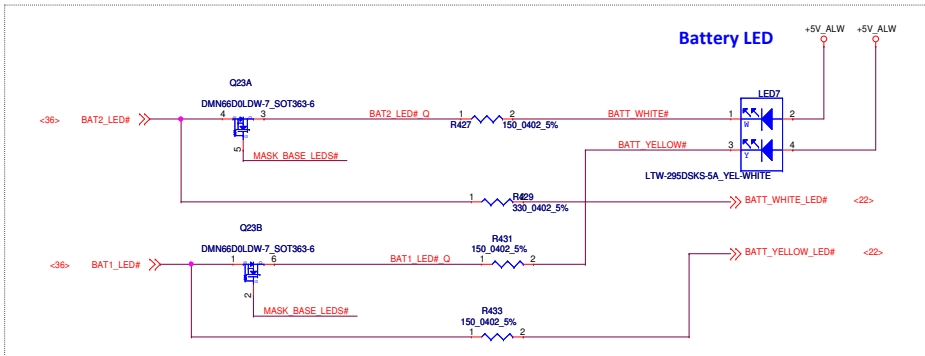 Battery LED
+5V_ALW +5V_ALW
Q23A
DMN66D0LDW-7_SOT363-6
LED7
<36> BAT2_LED# 4 3 BAT2_LED#_Q 1 2 BATT_WHITE# 1 2
R427 150_0402_5% W
5 MASK_BASE_LEDS#
BATT_YELLOW# 3 4
Y
LTW-295DSKS-5A_YEL-WHITE
R429
1 2 BATT_WHITE_LED# <22>
330_0402_5%
Q23B
DMN66D0LDW-7_SOT363-6
R431
150_0402_5%
BATT_YELLOW_LED# <22>
<36> BAT1_LED# 1 6 BAT1_LED#_Q 1 2
2 MASK_BASE_LEDS#
R433
150_0402_5%
1 2